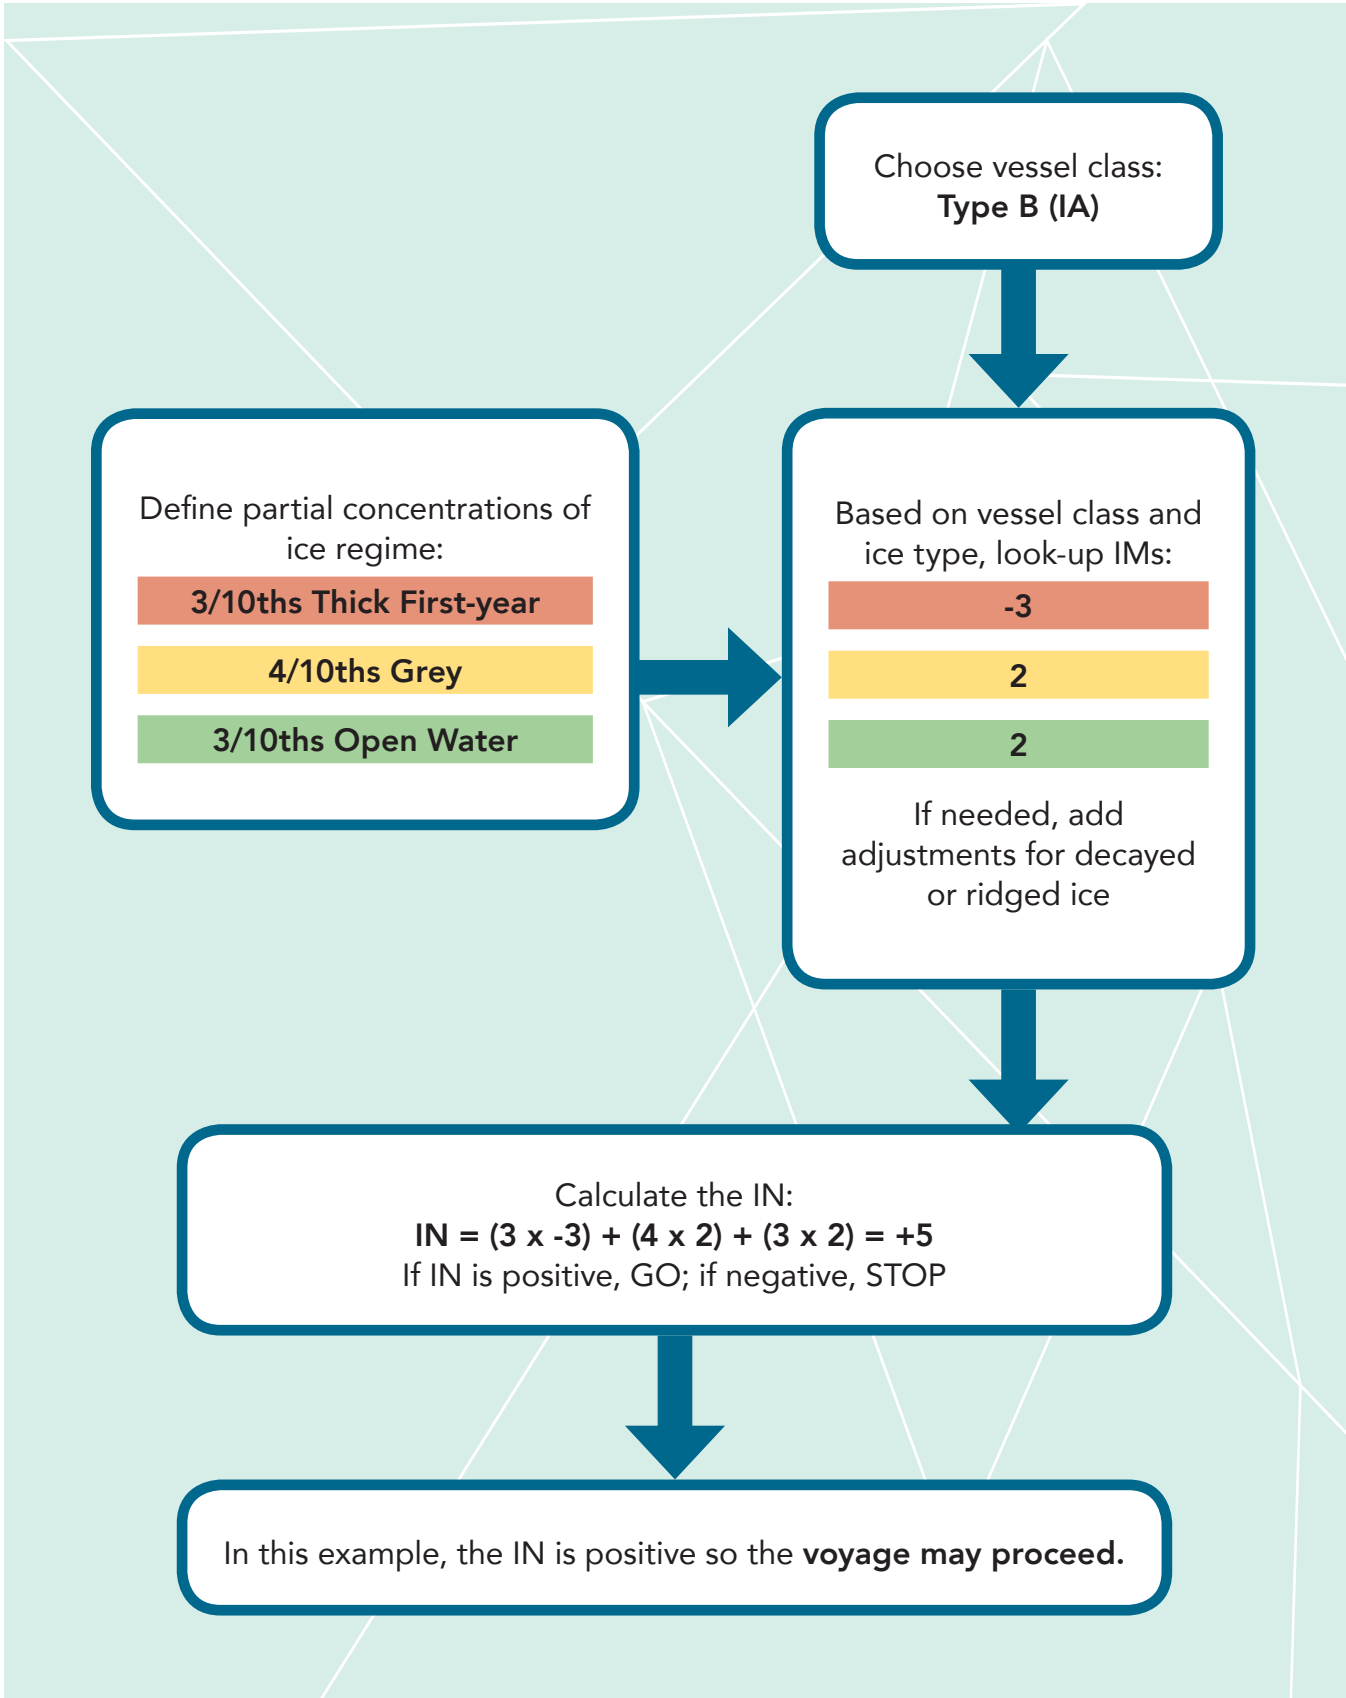 Choose vessel class:
Type B (IA)
Define partial concentrations of
ice regime:
3/10ths Thick First-year
4/10ths Grey
3/10ths Open Water
Based on vessel class and
ice type, look-up IMs:
-3
2
2
If needed, add
adjustments for decayed
or ridged ice
Calculate the IN:
IN = (3 x -3) + (4 x 2) + (3 x 2) = +5
If IN is positive, GO; if negative, STOP
In this example, the IN is positive so the voyage may proceed.